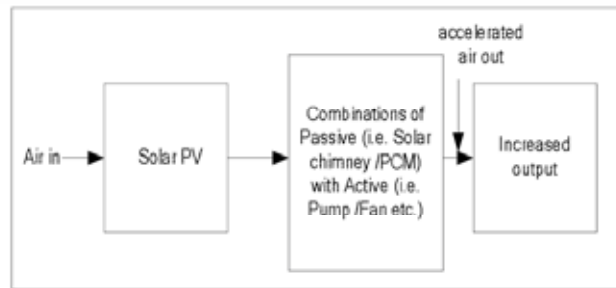 accelerated
air out
Air in
Solar PV
Combinations of
Passive (i.e. Solar
chimney /PCM)
with Active (i.e.
Pump /Fan etc.)
Increased
output